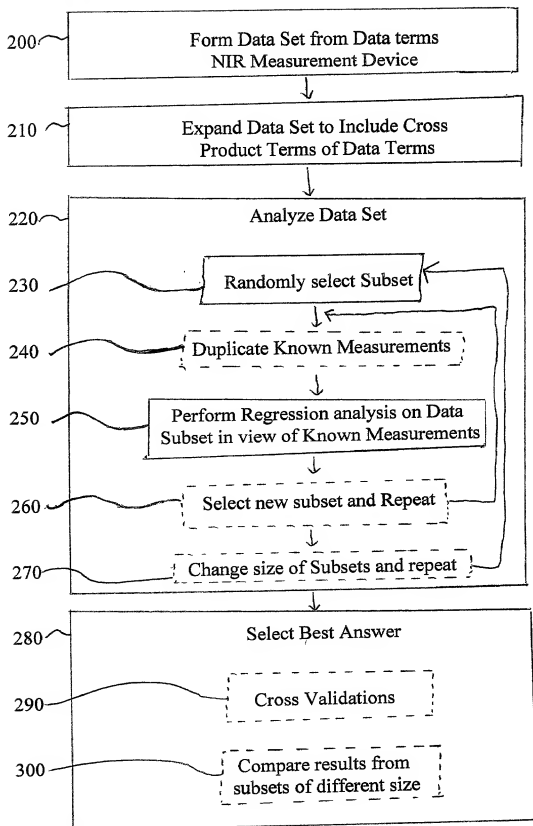 200
Form Data Set from Data terms
NIR Measurement Device
210
Expand Data Set to Include Cross
Product Terms of Data Terms
220
Analyze Data Set
230
Randomly select Subset
240
Duplicate Known Measurements
250
Perform Regression analysis on Data
Subset in view of Known Measurements
260
Select new subset and Repeat
270
Change size of Subsets and repeat
280
Select Best Answer
290
Cross Validations
300
Compare results from
subsets of different size